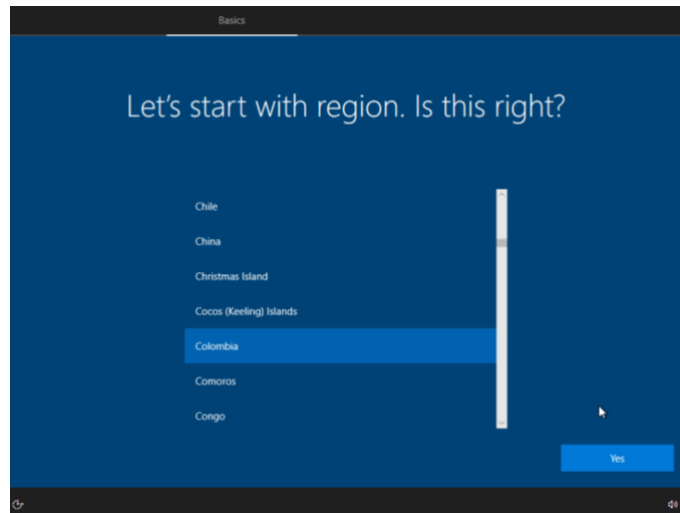 Basics
Let's start with region. Is this right?
Chile
China
Christmas Island
Cocos (Keeling) Islands
Colombia
Comoros
Congo
Yes